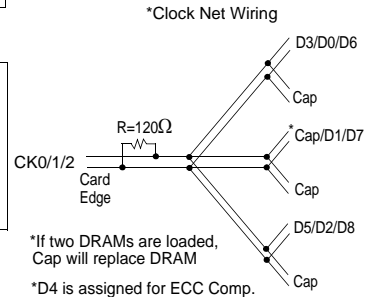 *Clock Net Wiring
D3/D0/D6
Cap
R=120Ω
*Cap/D1/D7
CK0/1/2
Card
Edge
Cap
D5/D2/D8
*If two DRAMs are loaded,
Cap will replace DRAM
Cap
*D4 is assigned for ECC Comp.